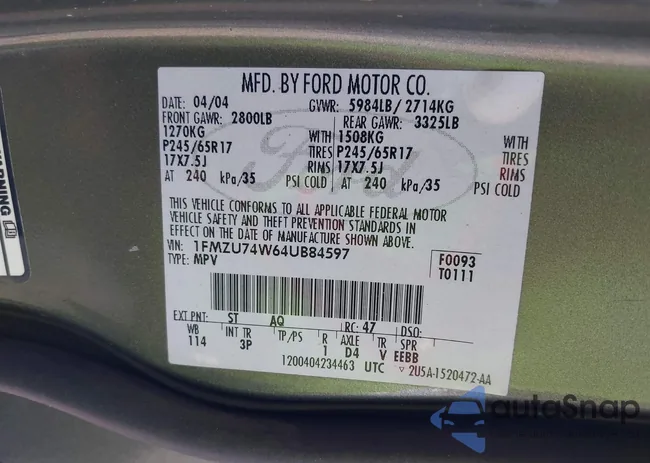 MFD. BY FORD MOTOR CO.
DATE: 04/04 GVWR: 5984LB/ 2714KG
FRONT GAWR: 2800LB REAR GAWR: 3325LB
1270KG WITH 1508KG WITH
P245/65R17 TIRES P245/65R17 TIRES
17X7.5J RIMS 17X7.5J RIMS
AT 240 kPa/35 PSI COLD AT 240 kPa/35 PSI COLD
THIS VEHICLE CONFORMS TO ALL APPLICABLE FEDERAL MOTOR
VEHICLE SAFETY AND THEFT PREVENTION STANDARDS IN
EFFECT ON THE DATE OF MANUFACTURE SHOWN ABOVE.
VIN: 1FMZU74W64UB84597 F0093
TYPE: MPV T0111
EXT PNT: ST AQ RC: 47 DSO:
WB INT TR TP/PS R AXLE TR SPR
114 3P 1 D4 V EEBB
1200404234463 UTC ▽ 2U5A-1520472-AA
Ford
WARNING
autoSnap